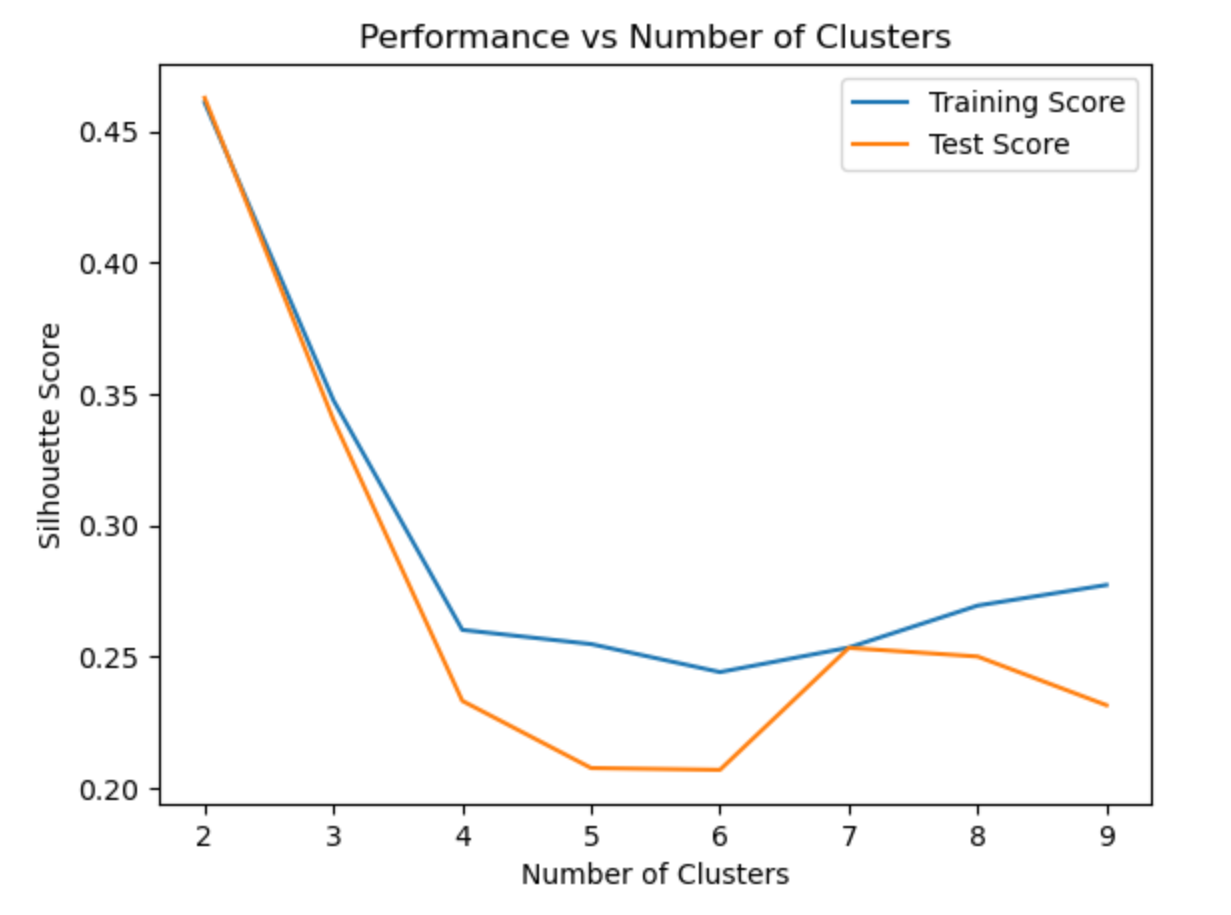 Performance vs Number of Clusters
Training Score
Test Score
Silhouette Score
0.45
0.40
0.35
0.30
0.25
0.20
2 3 4 5 6 7 8 9
Number of Clusters